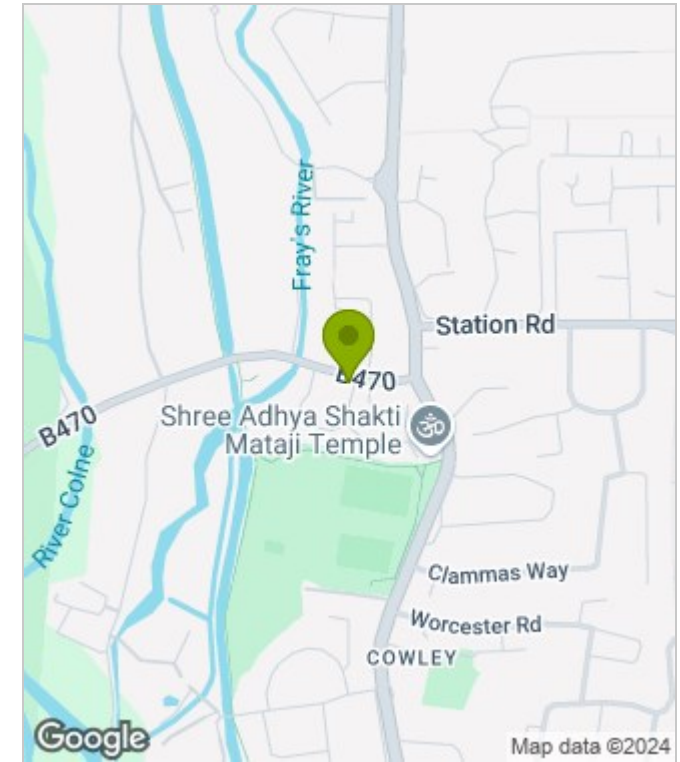 Fray's River
Station Rd
B470
B470
Shree Adhya Shakti
Mataji Temple
ॐ
River Colne
Clammas Way
Worcester Rd
COWLEY
Google
Map data ©2024